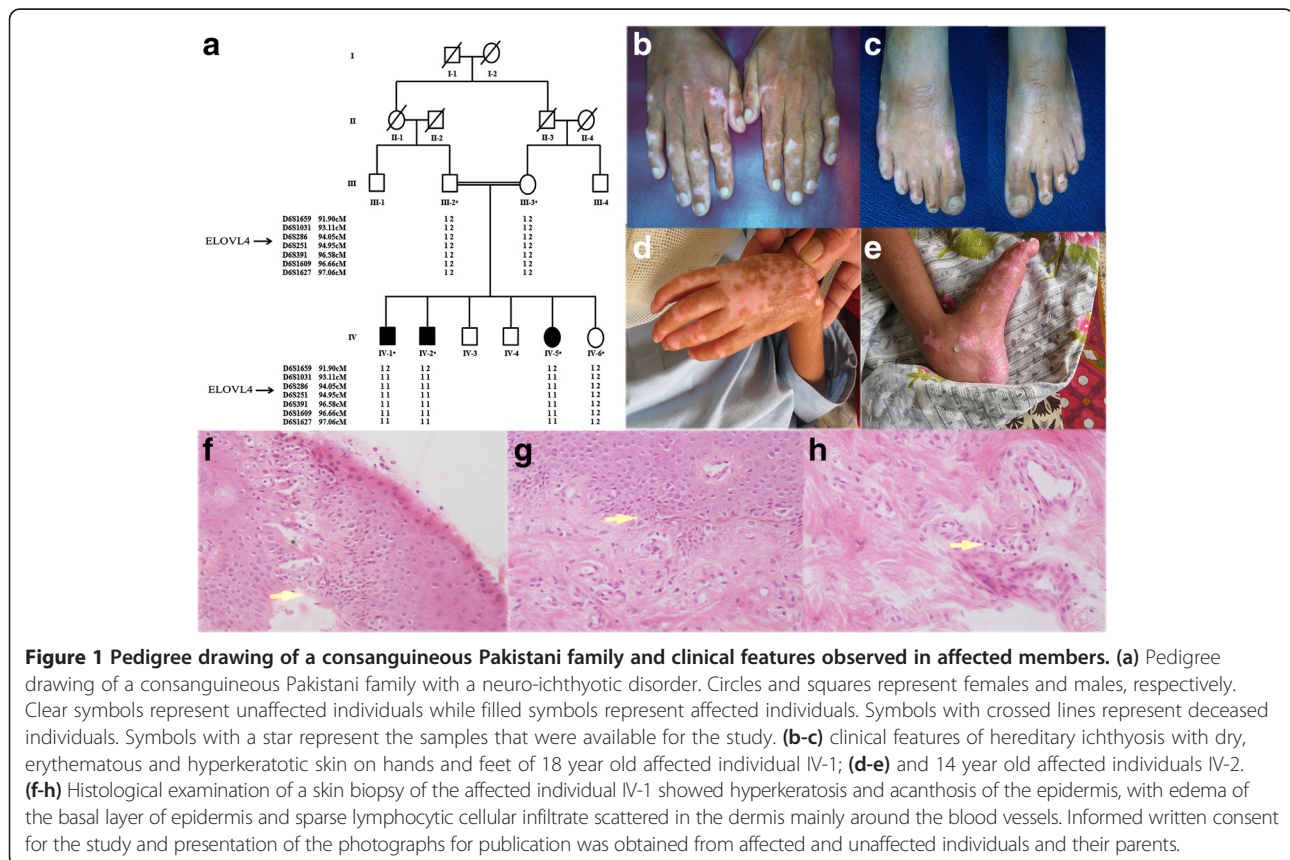 a
b
c
I
I-1 I-2
II
II-1 II-2 II-3 II-4
III
III-1 III-2* III-3* III-4
D6S1659 91.90cM 1 2 1 2
D6S1031 93.11cM 1 2 1 2
ELOVL4 → D6S286 94.05cM 1 2 1 2
D6S251 94.95cM 1 2 1 2
D6S391 96.58cM 1 2 1 2
D6S1609 96.66cM 1 2 1 2
D6S1627 97.06cM 1 2 1 2
d
e
IV
IV-1* IV-2* IV-3 IV-4 IV-5* IV-6*
D6S1659 91.90cM 1 2 1 2 1 2 1 2
D6S1031 93.11cM 1 1 1 1 1 1 1 2
ELOVL4 → D6S286 94.05cM 1 1 1 1 1 1 1 2
D6S251 94.95cM 1 1 1 1 1 1 1 2
D6S391 96.58cM 1 1 1 1 1 1 1 2
D6S1609 96.66cM 1 1 1 1 1 1 1 2
D6S1627 97.06cM 1 1 1 1 1 1 1 2
f
g
h
Figure 1 Pedigree drawing of a consanguineous Pakistani family and clinical features observed in affected members. (a) Pedigree
drawing of a consanguineous Pakistani family with a neuro-ichthyotic disorder. Circles and squares represent females and males, respectively.
Clear symbols represent unaffected individuals while filled symbols represent affected individuals. Symbols with crossed lines represent deceased
individuals. Symbols with a star represent the samples that were available for the study. (b-c) clinical features of hereditary ichthyosis with dry,
erythematous and hyperkeratotic skin on hands and feet of 18 year old affected individual IV-1; (d-e) and 14 year old affected individuals IV-2.
(f-h) Histological examination of a skin biopsy of the affected individual IV-1 showed hyperkeratosis and acanthosis of the epidermis, with edema of
the basal layer of epidermis and sparse lymphocytic cellular infiltrate scattered in the dermis mainly around the blood vessels. Informed written consent
for the study and presentation of the photographs for publication was obtained from affected and unaffected individuals and their parents.